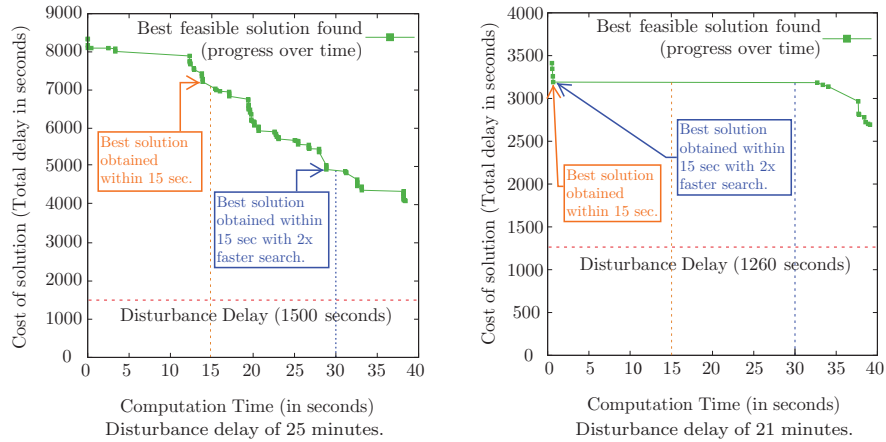 Best feasible solution found
(progress over time)
Cost of solution (Total delay in seconds)
9000
8000
7000
6000
5000
4000
3000
2000
1000
0
Best solution
obtained
within 15 sec.
Best solution
obtained within
15 sec with 2x
faster search.
Disturbance Delay (1500 seconds)
0 5 10 15 20 25 30 35 40
Computation Time (in seconds)
Disturbance delay of 25 minutes.
Best feasible solution found
(progress over time)
Cost of solution (Total delay in seconds)
4000
3500
3000
2500
2000
1500
1000
500
0
Best solution
obtained within
15 sec with 2x
faster search.
Best solution
obtained
within 15 sec.
Disturbance Delay (1260 seconds)
0 5 10 15 20 25 30 35 40
Computation Time (in seconds)
Disturbance delay of 21 minutes.